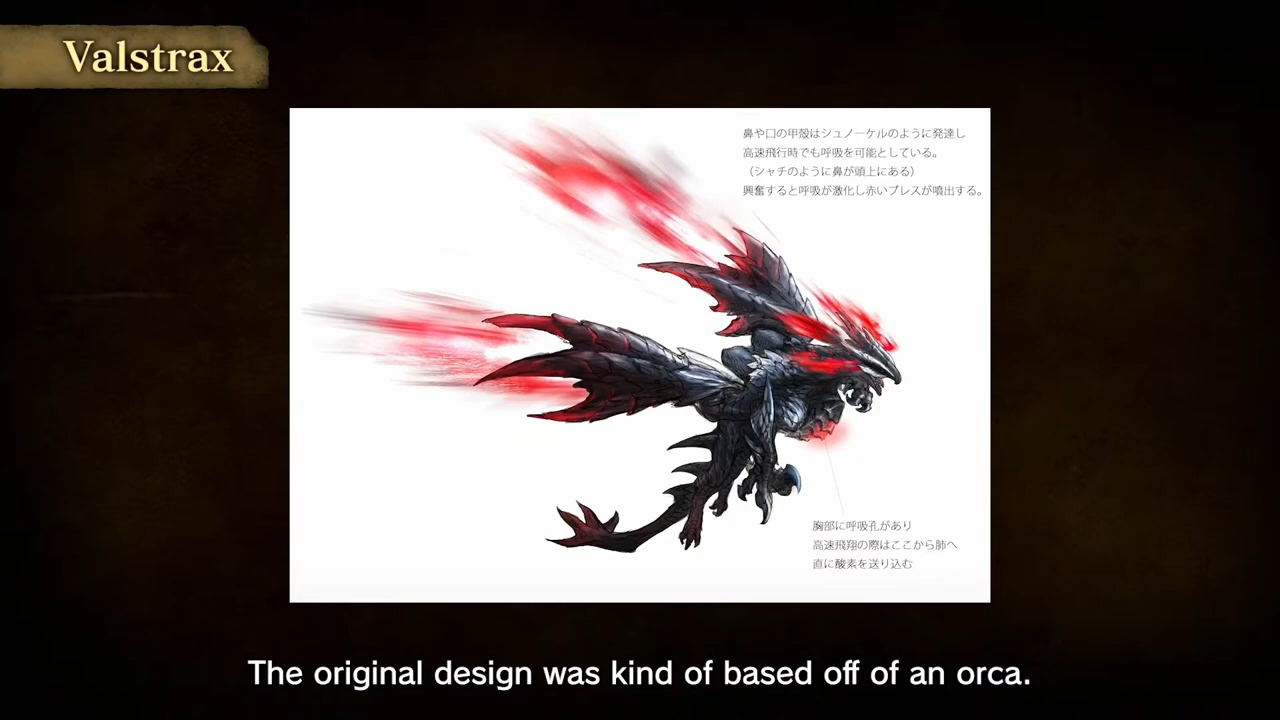 Valstrax
鼻や口の甲殻はシュノーケルのように発達し
高速飛行時でも呼吸を可能としている。
（シャチのように鼻が頭上にある）
興奮すると呼吸が激化し赤いブレスが噴出する。
胸部に呼吸孔があり
高速飛翔の際はここから肺へ
直に酸素を送り込む
The original design was kind of based off of an orca.